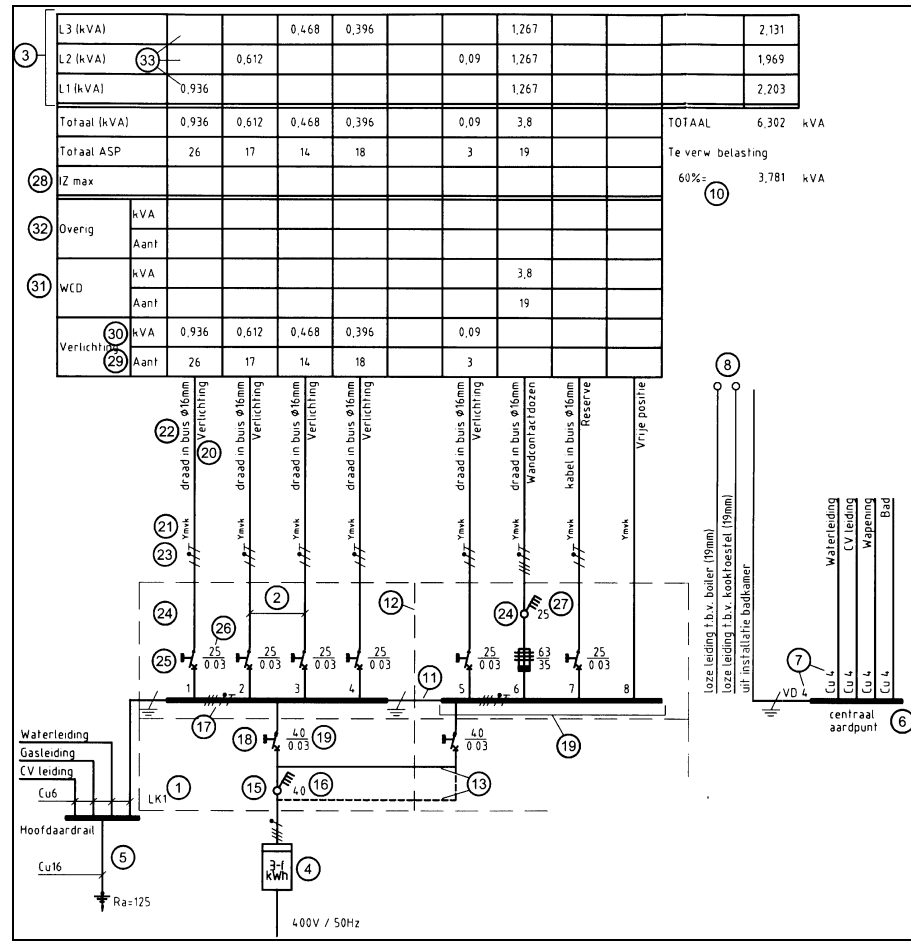 L3 (kVA) 0,468 0,396 1,267 2,131
3 L2 (kVA) 33 0,612 0,09 1,267 1,969
L1 (kVA) 0,936 1,267 2,203
Totaal (kVA) 0,936 0,612 0,468 0,396 0,09 3,8 TOTAAL 6,302 kVA
Totaal ASP 26 17 14 18 3 19 Te verw belasting
28 IZ max 60%= 3,781 kVA
10
32 Overig kVA
Aant
31 WCD kVA 3,8
Aant 19
Verlichting 30 kVA 0,936 0,612 0,468 0,396 0,09
29 Aant 26 17 14 18 3
8
22 draad in buis Ø16mm
Verlichting
20
draad in buis Ø16mm
Verlichting
draad in buis Ø16mm
Verlichting
draad in buis Ø16mm
Verlichting
draad in buis Ø16mm
Verlichting
draad in buis Ø16mm
Wandcontactdozen
kabel in buis Ø16mm
Reserve
Vrije positie
21 Ymvk Ymvk Ymvk Ymvk Ymvk Ymvk Ymvk Ymvk
23
loze leiding t.b.v. boiler (19mm)
loze leiding t.b.v. kooktoestel (19mm)
uit installatie badkamer
Waterleiding
CV leiding
Wapening
Bad
2 12 24 27
24 25
26
25 25 25 25 25 25 63 25
0.03 0.03 0.03 0.03 0.03 35 0.03
1 2 3 4 11 5 6 7 8
7
Cu 4 Cu 4 Cu 4 Cu 4
VD 4
centraal
aardpunt 6
17
19
18 40 19 40
0.03 0.03
Waterleiding
Gasleiding
CV leiding
1 15 16 13
40
Cu6 LK1
Hoofdaardrail
5 3-f
kWh 4
Cu16
Ra=125
400V / 50Hz